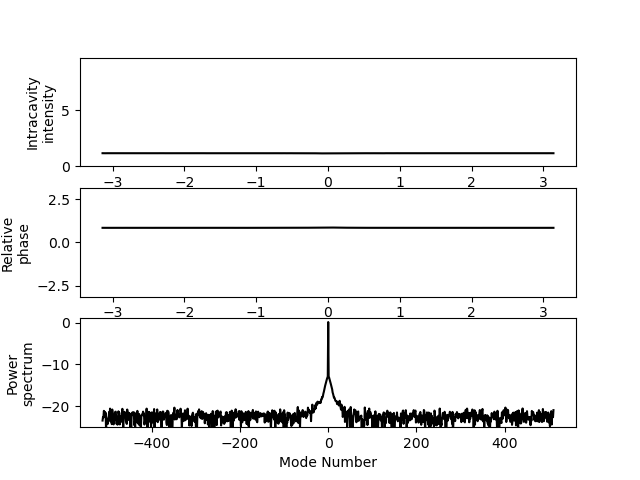 Intracavity
intensity
5
0
−3 −2 −1 0 1 2 3
Relative
phase
2.5
0.0
−2.5
−3 −2 −1 0 1 2 3
Power
spectrum
0
−10
−20
−400 −200 0 200 400
Mode Number